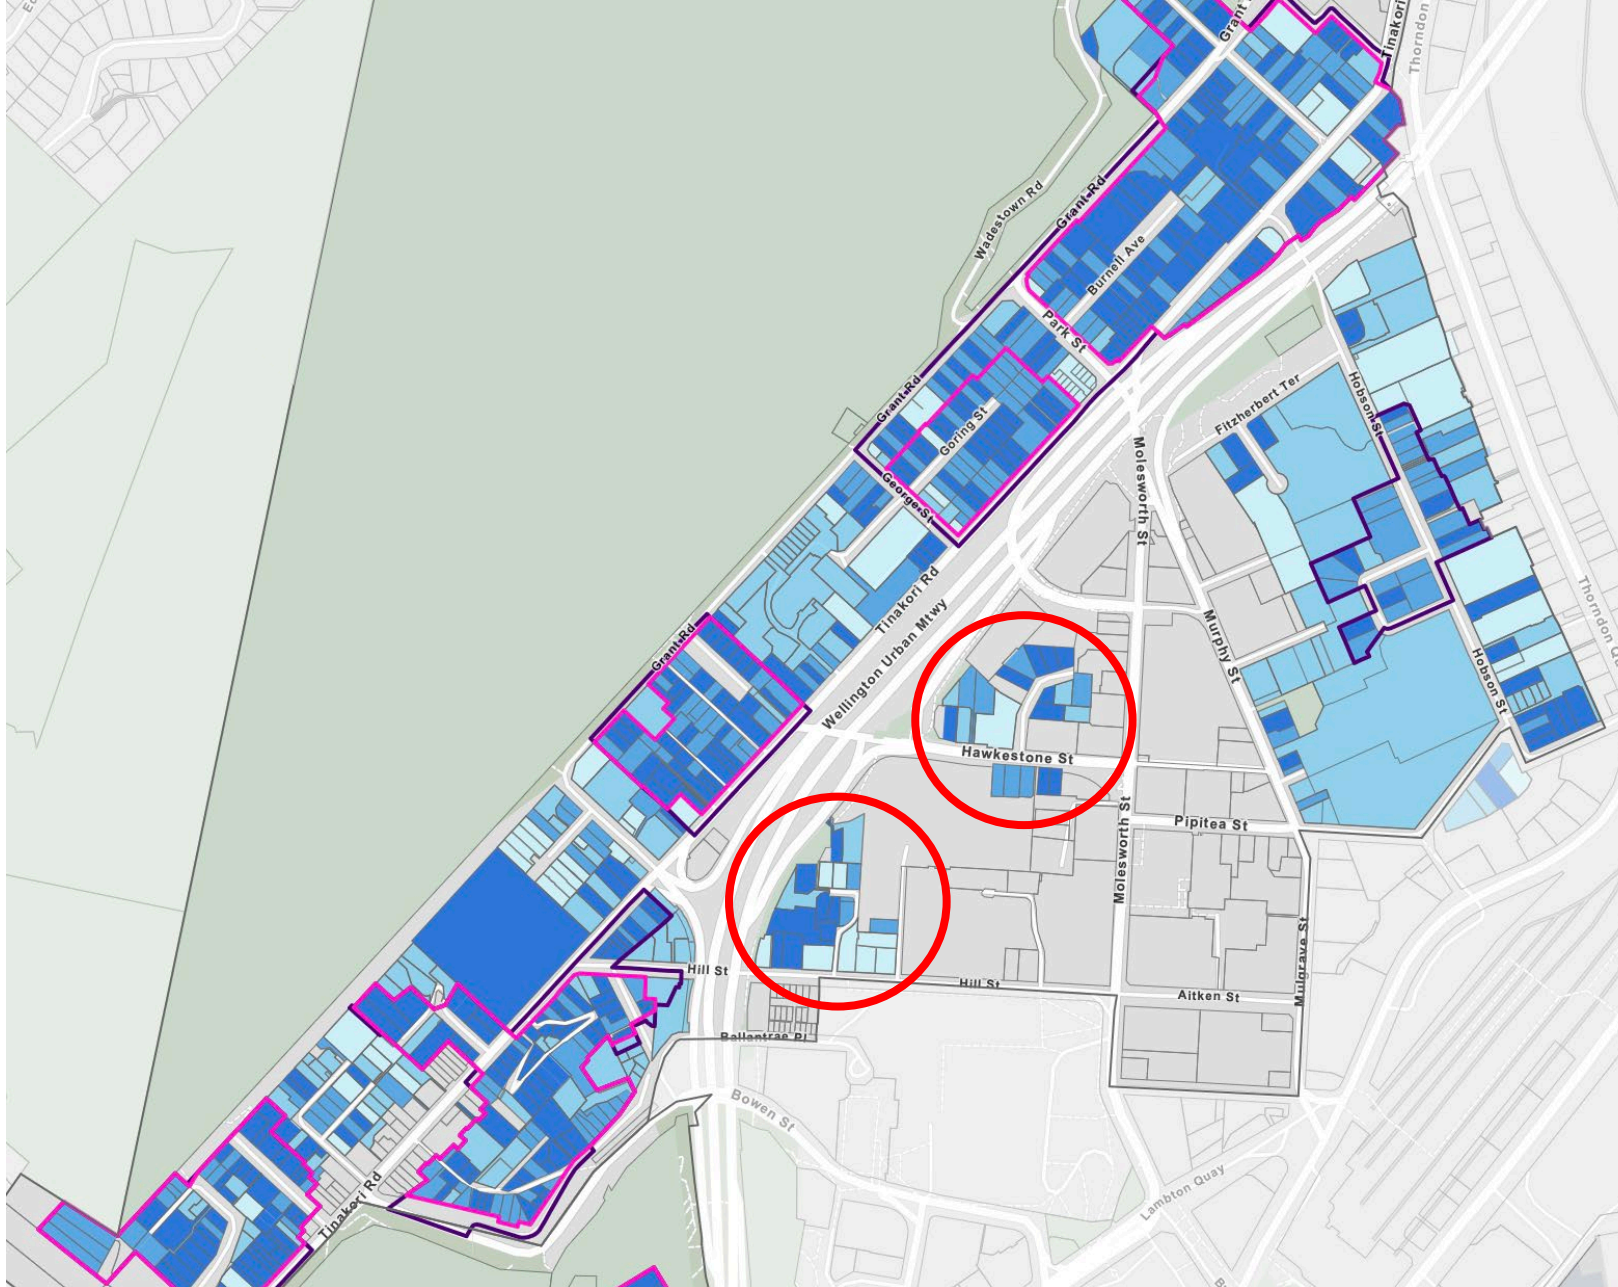 Grant
Tinakori
Thorndon
Wadestown Rd
Grant Rd
Burnell Ave
Park St
Grant Rd
Goring St
George St
Fitzherbert Ter
Hobson St
Molesworth St
Tinakori Rd
Wellington Urban Mtwy
Thorndon
Murphy St
Grant Rd
Hobson St
Hawkestone St
Pipitea St
Molesworth St
Hill St
Hill St
Aitken St
Mulgrave St
Ballantrae Pl
Bowen St
Lambton Quay
Tinakori Rd